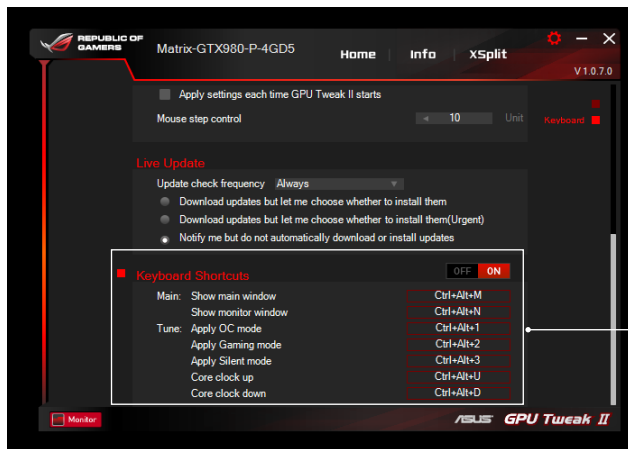 REPUBLIC OF
GAMERS
Matrix-GTX980-P-4GD5
Home
Info
XSplit
V 1.0.7.0
Apply settings each time GPU Tweak II starts
Mouse step control 10 Unit
Keyboard
Live Update
Update check frequency Always
Download updates but let me choose whether to install them
Download updates but let me choose whether to install them(Urgent)
Notify me but do not automatically download or install updates
Keyboard Shortcuts OFF ON
Main: Show main window Ctrl+Alt+M
Show monitor window Ctrl+Alt+N
Tune: Apply OC mode Ctrl+Alt+1
Apply Gaming mode Ctrl+Alt+2
Apply Silent mode Ctrl+Alt+3
Core clock up Ctrl+Alt+U
Core clock down Ctrl+Alt+D
Monitor
ASUS GPU Tweak II